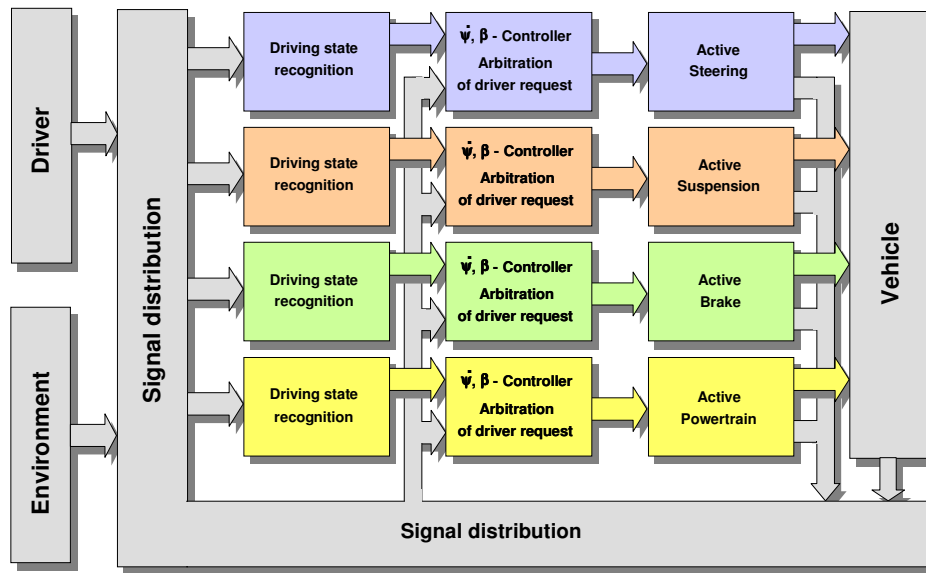 Driver
Environment
Signal distribution
Driving state
recognition
ψ̇, β - Controller
Arbitration
of driver request
Active
Steering
Driving state
recognition
ψ̇, β - Controller
Arbitration
of driver request
Active
Suspension
Driving state
recognition
ψ̇, β - Controller
Arbitration
of driver request
Active
Brake
Driving state
recognition
ψ̇, β - Controller
Arbitration
of driver request
Active
Powertrain
Vehicle
Signal distribution